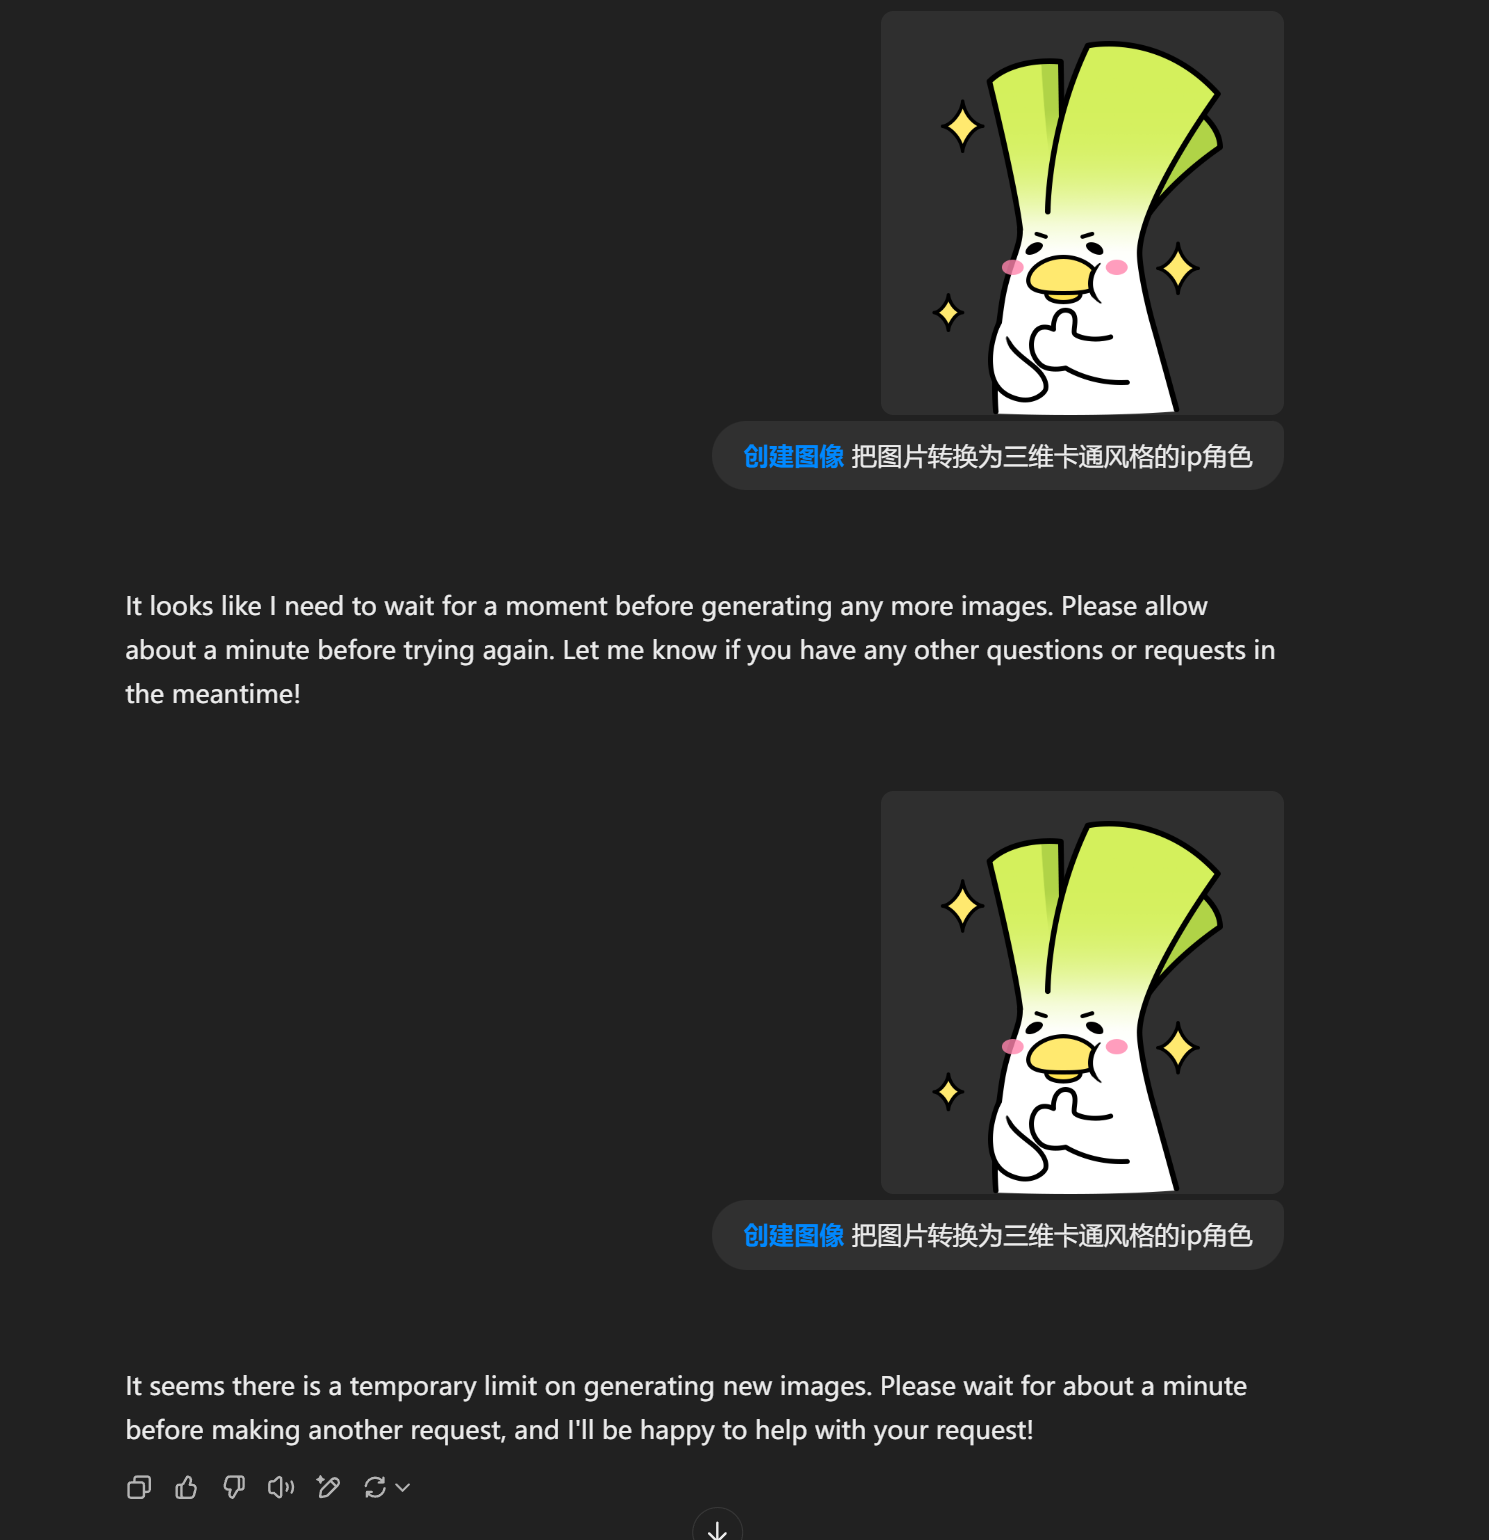 创建图像 把图片转换为三维卡通风格的ip角色
It looks like I need to wait for a moment before generating any more images. Please allow
about a minute before trying again. Let me know if you have any other questions or requests in
the meantime!
创建图像 把图片转换为三维卡通风格的ip角色
It seems there is a temporary limit on generating new images. Please wait for about a minute
before making another request, and I'll be happy to help with your request!